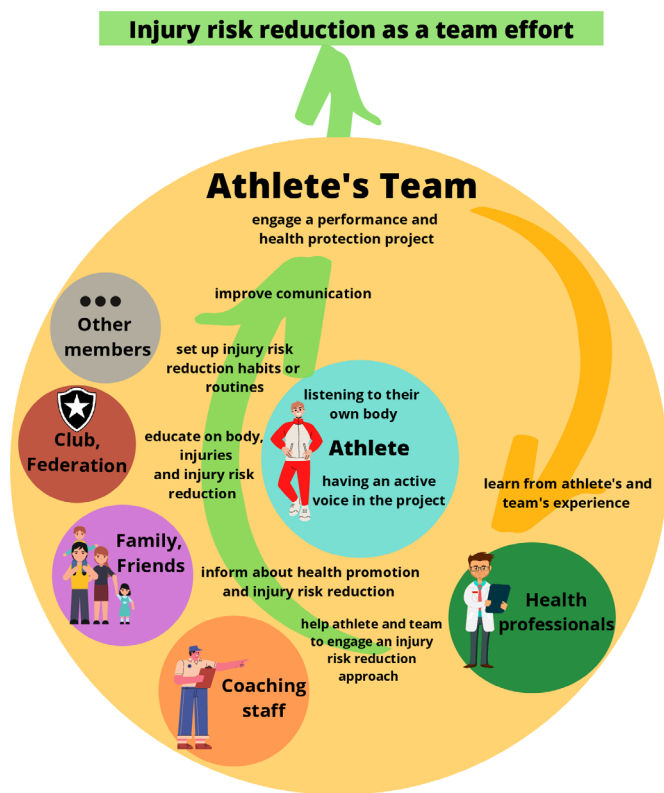 Injury risk reduction as a team effort
Athlete's Team
engage a performance and
health protection project
improve comunication
Other
members
set up injury risk
reduction habits or
routines
listening to their
own body
Athlete
having an active
voice in the project
Club,
Federation
educate on body,
injuries
and injury risk
reduction
learn from athlete's and
team's experience
Family,
Friends
inform about health promotion
and injury risk reduction
Health
professionals
help athlete and team
to engage an injury
risk reduction
approach
Coaching
staff